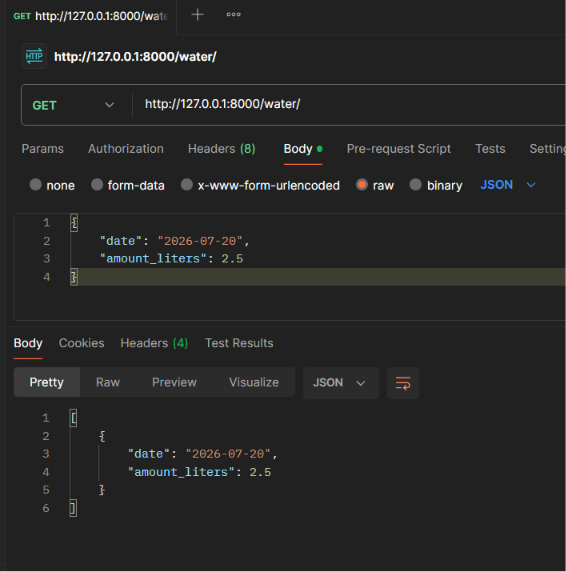 GET http://127.0.0.1:8000/wate
HTTP http://127.0.0.1:8000/water/
GET http://127.0.0.1:8000/water/
Params Authorization Headers (8) Body Pre-request Script Tests Setting
none form-data x-www-form-urlencoded raw binary JSON
1 {
2 "date": "2026-07-20",
3 "amount_liters": 2.5
4 }
Body Cookies Headers (4) Test Results
Pretty Raw Preview Visualize JSON
1 [
2 {
3 "date": "2026-07-20",
4 "amount_liters": 2.5
5 }
6 ]